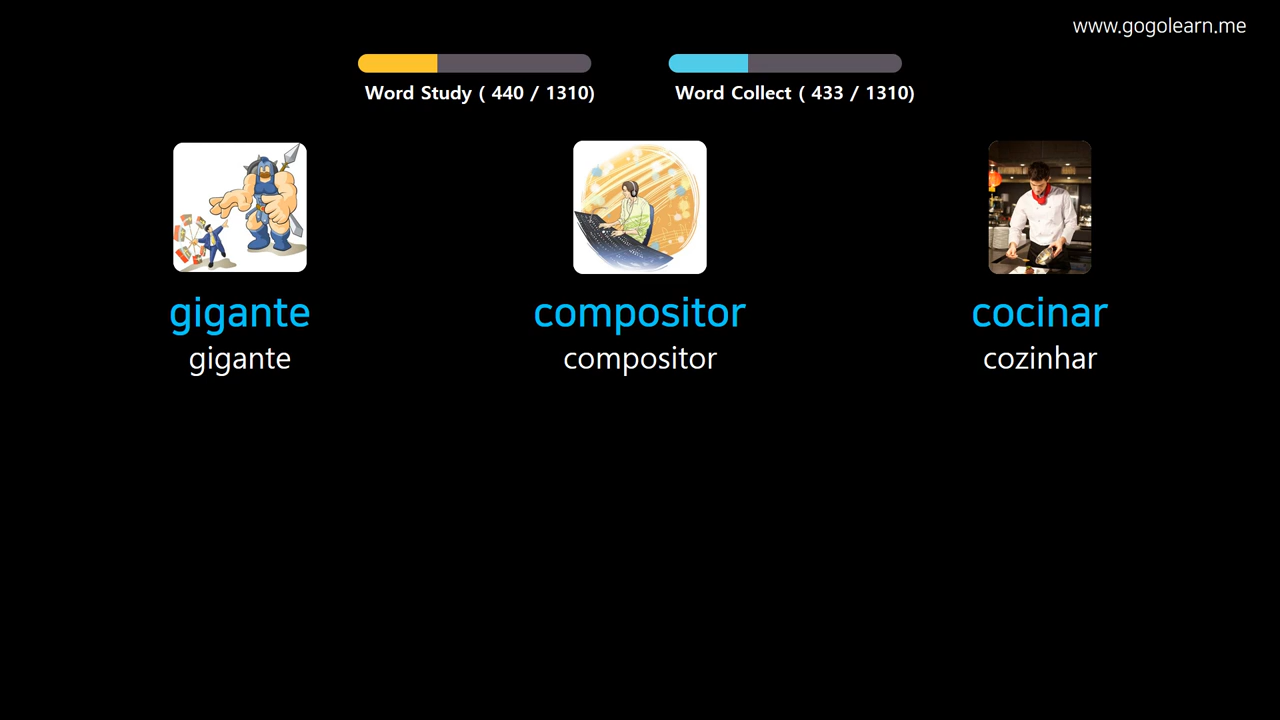 www.gogolearn.me
Word Study ( 440 / 1310)
Word Collect ( 433 / 1310)
gigante
compositor
cocinar
gigante
compositor
cozinhar